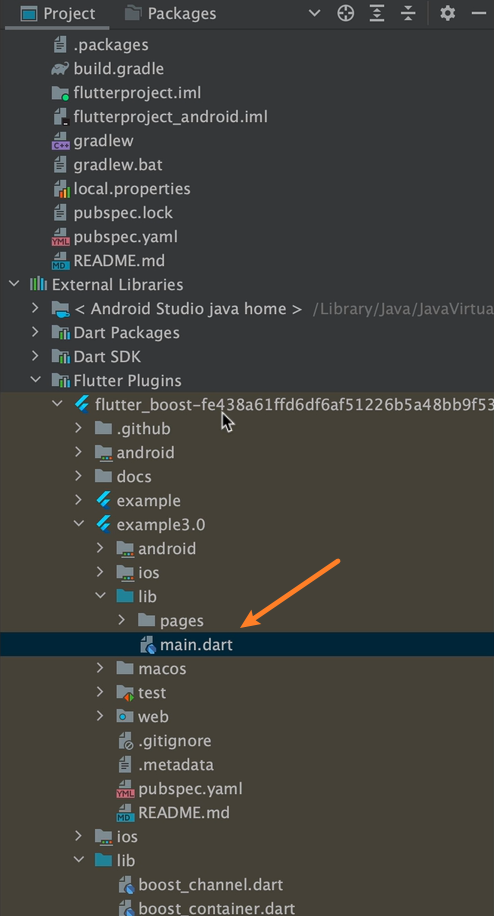 Project Packages
.packages
build.gradle
flutterproject.iml
flutterproject_android.iml
gradlew
gradlew.bat
local.properties
pubspec.lock
pubspec.yaml
README.md
External Libraries
< Android Studio java home > /Library/Java/JavaVirtua
Dart Packages
Dart SDK
Flutter Plugins
flutter_boost-fe438a61ffd6df6af51226b5a48bb9f53
.github
android
docs
example
example3.0
android
ios
lib
pages
main.dart
macos
test
web
.gitignore
.metadata
pubspec.yaml
README.md
ios
lib
boost_channel.dart
boost_container.dart